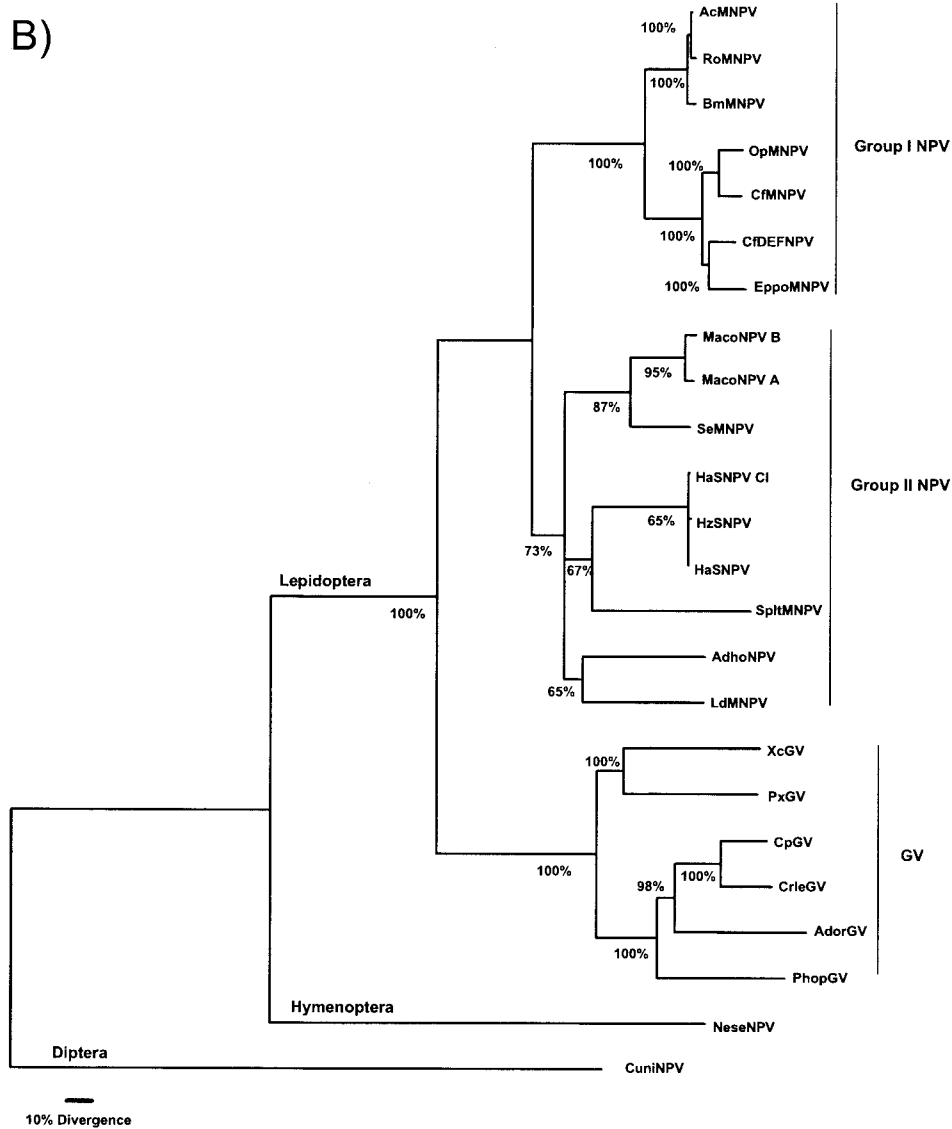 B)
AcMNPV
100%
RoMNPV
100%
BmMNPV
Group I NPV
OpMNPV
100%
100%
CfMNPV
100%
CfDEFNPV
100%
EppoMNPV
MacoNPV B
95%
MacoNPV A
87%
SeMNPV
HaSNPV CI
Group II NPV
65%
HzSNPV
73%
67%
HaSNPV
Lepidoptera
100%
SpltMNPV
AdhoNPV
65%
LdMNPV
XcGV
100%
PxGV
CpGV
GV
100%
98%
100%
CrleGV
AdorGV
100%
PhopGV
Hymenoptera
NeseNPV
Diptera
CuniNPV
10% Divergence